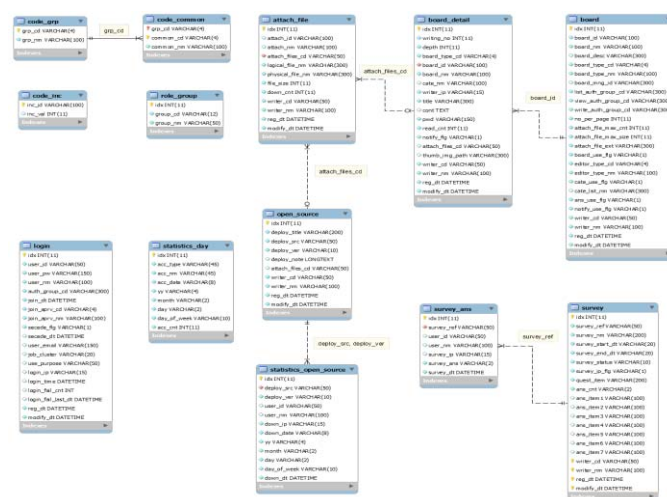 code_grp
grp_cd VARCHAR(4)
grp_nm VARCHAR(100)
Indexes
grp_cd
code_common
grp_cd VARCHAR(4)
common_cd VARCHAR(4)
common_nm VARCHAR(100)
Indexes
code_inc
inc_id VARCHAR(100)
inc_val INT(11)
Indexes
role_group
idx INT(11)
group_cd VARCHAR(12)
group_nm VARCHAR(50)
Indexes
attach_file
idx INT(11)
attach_id VARCHAR(100)
attach_nm VARCHAR(100)
attach_files_cd VARCHAR(50)
logical_file_nm VARCHAR(300)
physical_file_nm VARCHAR(300)
file_size INT(11)
down_cnt INT(11)
writer_cd VARCHAR(50)
writer_nm VARCHAR(100)
reg_dt DATETIME
modify_dt DATETIME
Indexes
attach_files_cd
board_detail
idx INT(11)
writing_no INT(11)
depth INT(11)
board_type_cd VARCHAR(4)
board_id VARCHAR(100)
board_nm VARCHAR(100)
cate_nm VARCHAR(100)
writer_ip VARCHAR(15)
title VARCHAR(300)
cont TEXT
pwd VARCHAR(150)
read_cnt INT(11)
notify_flg VARCHAR(1)
attach_files_cd VARCHAR(50)
thumb_img_path VARCHAR(300)
writer_cd VARCHAR(50)
writer_nm VARCHAR(100)
reg_dt DATETIME
modify_dt DATETIME
Indexes
board_id
board
idx INT(11)
board_id VARCHAR(100)
board_nm VARCHAR(100)
board_desc VARCHAR(300)
board_type_cd VARCHAR(4)
board_type_nm VARCHAR(100)
board_mng_cd VARCHAR(300)
list_auth_group_cd VARCHAR(300)
view_auth_group_cd VARCHAR(300)
write_auth_group_cd VARCHAR(300)
no_per_page INT(11)
attach_file_max_cnt INT(11)
attach_file_max_size INT(11)
attach_file_ext VARCHAR(300)
board_use_flg VARCHAR(1)
editor_type_cd VARCHAR(4)
editor_type_nm VARCHAR(100)
cate_use_flg VARCHAR(1)
cate_list_nm VARCHAR(300)
ans_use_flg VARCHAR(1)
notify_use_flg VARCHAR(1)
writer_cd VARCHAR(50)
writer_nm VARCHAR(100)
reg_dt DATETIME
modify_dt DATETIME
Indexes
attach_files_cd
login
idx INT(11)
user_id VARCHAR(50)
user_pw VARCHAR(150)
user_nm VARCHAR(100)
auth_group_cd VARCHAR(300)
join_dt DATETIME
join_aprv_cd VARCHAR(4)
join_aprv_nm VARCHAR(100)
secede_flg VARCHAR(1)
secede_dt DATETIME
user_email VARCHAR(150)
job_cluster VARCHAR(20)
use_purpose VARCHAR(50)
login_ip VARCHAR(15)
login_time DATETIME
login_fail_cnt INT
login_fail_last_dt DATETIME
reg_dt DATETIME
modify_dt DATETIME
Indexes
statistics_day
idx INT(11)
acc_type VARCHAR(45)
acc_nm VARCHAR(45)
acc_date VARCHAR(8)
yy VARCHAR(4)
month VARCHAR(2)
day VARCHAR(2)
day_of_week VARCHAR(10)
acc_cnt INT(11)
Indexes
open_source
idx INT(11)
deploy_title VARCHAR(200)
deploy_src VARCHAR(50)
deploy_ver VARCHAR(10)
deploy_note LONGTEXT
attach_files_cd VARCHAR(50)
writer_cd VARCHAR(50)
writer_nm VARCHAR(100)
reg_dt DATETIME
modify_dt DATETIME
Indexes
deploy_src, deploy_ver
statistics_open_source
idx INT(11)
deploy_src VARCHAR(50)
deploy_ver VARCHAR(10)
user_id VARCHAR(50)
user_nm VARCHAR(100)
down_ip VARCHAR(15)
down_date VARCHAR(8)
yy VARCHAR(4)
month VARCHAR(2)
day VARCHAR(2)
day_of_week VARCHAR(10)
down_dt DATETIME
Indexes
survey_ans
idx INT(11)
survey_ref VARCHAR(50)
user_id VARCHAR(50)
user_nm VARCHAR(100)
survey_ip VARCHAR(15)
survey_ans VARCHAR(2)
survey_dt DATETIME
Indexes
survey_ref
survey
idx INT(11)
survey_ref VARCHAR(50)
survey_nm VARCHAR(200)
survey_start_dt VARCHAR(20)
survey_end_dt VARCHAR(20)
survey_status VARCHAR(10)
survey_ip_flg VARCHAR(1)
quest_item VARCHAR(200)
ans_cnt VARCHAR(2)
ans_item1 VARCHAR(100)
ans_item2 VARCHAR(100)
ans_item3 VARCHAR(100)
ans_item4 VARCHAR(100)
ans_item5 VARCHAR(100)
ans_item6 VARCHAR(100)
ans_item7 VARCHAR(100)
writer_cd VARCHAR(50)
writer_nm VARCHAR(100)
reg_dt DATETIME
modify_dt DATETIME
Indexes